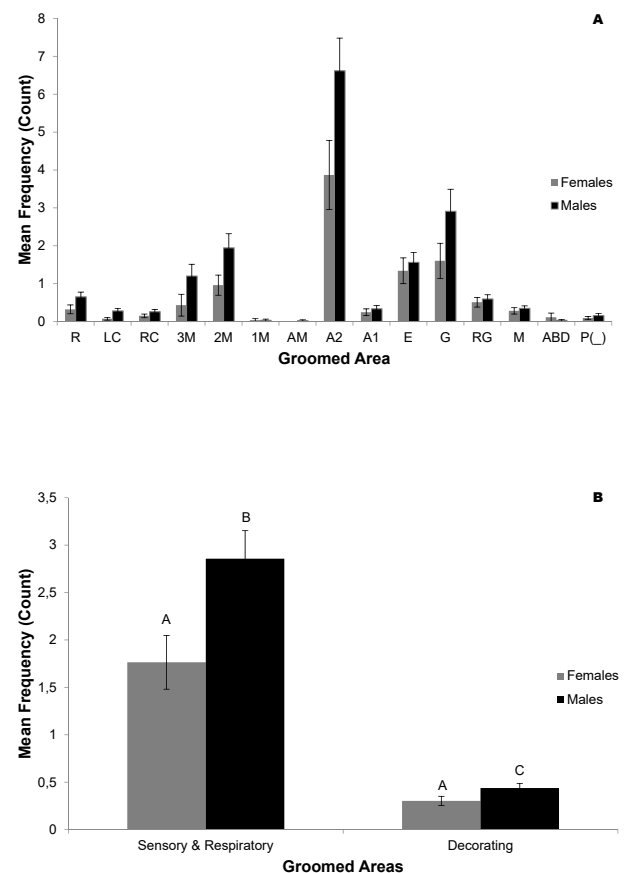 A
8
7
6
5
4
3
2
1
0
Mean Frequency (Count)
Females
Males
R LC RC 3M 2M 1M AM A2 A1 E G RG M ABD P(_)
Groomed Area
B
3,5
3
2,5
2
1,5
1
0,5
0
Mean Frequency (Count)
A
B
A
C
Females
Males
Sensory & Respiratory Decorating
Groomed Areas